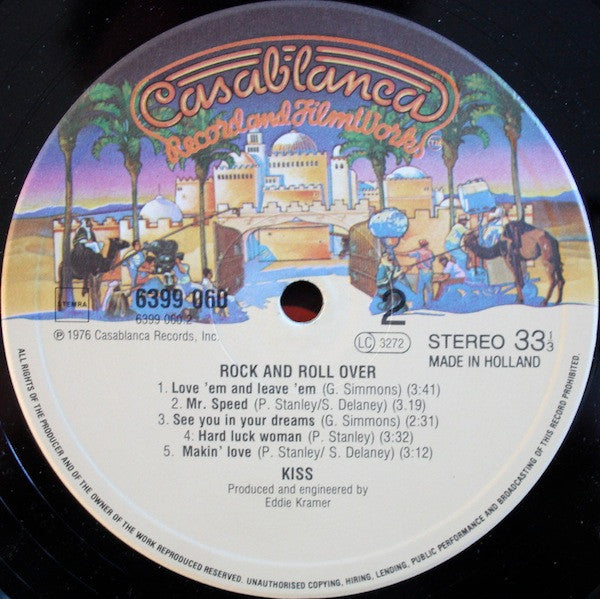 Casablanca
Record and FilmWorks
TM
STEMRA
6399 060
6399 060 2
℗ 1976 Casablanca Records, Inc.
2
LC 3272
STEREO 33 1/3
MADE IN HOLLAND
ROCK AND ROLL OVER
1. Love 'em and leave 'em (G. Simmons) (3:41)
2. Mr. Speed (P. Stanley/S. Delaney) (3.19)
3. See you in your dreams (G. Simmons) (2:31)
4: Hard luck woman (P. Stanley) (3:32)
5. Makin' love (P. Stanley/ S. Delaney) (3:12)
KISS
Produced and engineered by
Eddie Kramer
ALL RIGHTS OF THE PRODUCER AND OF THE OWNER OF THE WORK REPRODUCED RESERVED. UNAUTHORISED COPYING, HIRING, LENDING, PUBLIC PERFORMANCE AND BROADCASTING OF THIS RECORD PROHIBITED.